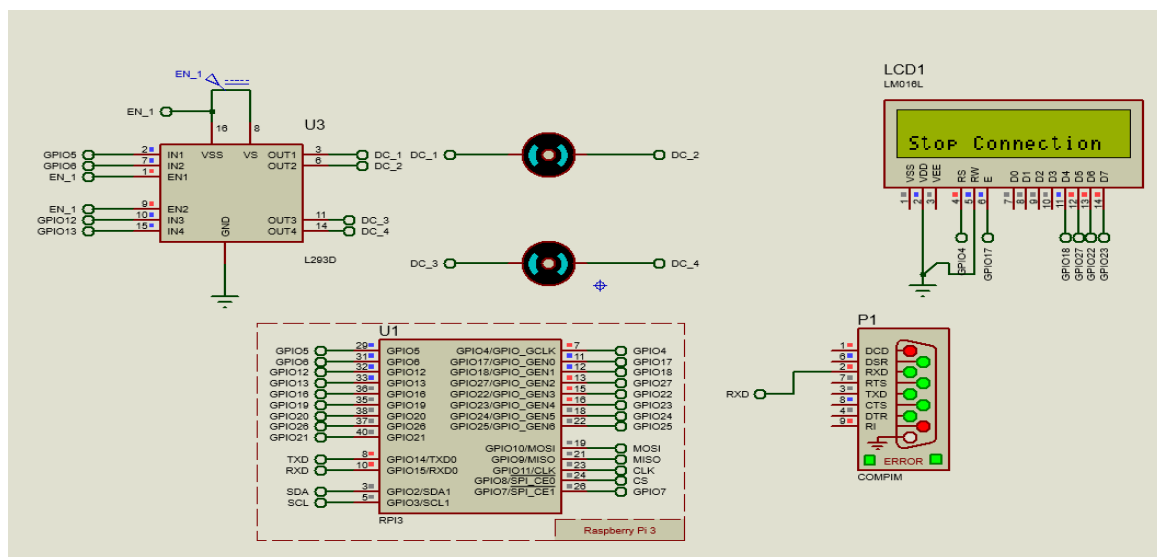 EN_1
EN_1
16
8
U3
GPIO5
2
IN1
VSS
VS
OUT1
3
DC_1
GPIO6
7
IN2
OUT2
6
DC_2
EN_1
1
EN1
EN_1
9
EN2
GPIO12
10
IN3
OUT3
11
DC_3
GPIO13
15
IN4
GND
OUT4
14
DC_4
L293D
DC_1
DC_2
DC_3
DC_4
LCD1
LM016L
Stop Connection
VSS
VDD
VEE
RS
RW
E
D0
D1
D2
D3
D4
D5
D6
D7
1
2
3
4
5
6
7
8
9
10
11
12
13
14
GPIO4
GPIO17
GPIO18
GPIO27
GPIO22
GPIO23
U1
GPIO5 29 GPIO5 GPIO4/GPIO_GCLK 7 GPIO4
GPIO6 31 GPIO6 GPIO17/GPIO_GEN0 11 GPIO17
GPIO12 32 GPIO12 GPIO18/GPIO_GEN1 12 GPIO18
GPIO13 33 GPIO13 GPIO27/GPIO_GEN2 13 GPIO27
GPIO16 36 GPIO16 GPIO22/GPIO_GEN3 15 GPIO22
GPIO19 35 GPIO19 GPIO23/GPIO_GEN4 16 GPIO23
GPIO20 38 GPIO20 GPIO24/GPIO_GEN5 18 GPIO24
GPIO26 37 GPIO26 GPIO25/GPIO_GEN6 22 GPIO25
GPIO21 40 GPIO21
GPIO10/MOSI 19 MOSI
TXD 8 GPIO14/TXD0 GPIO9/MISO 21 MISO
RXD 10 GPIO15/RXD0 GPIO11/CLK 23 CLK
GPIO8/SPI_CE0 24 CS
SDA 3 GPIO2/SDA1 GPIO7/SPI_CE1 26 GPIO7
SCL 5 GPIO3/SCL1
RPI3
Raspberry Pi 3
P1
1 DCD
6 DSR
RXD 2 RXD
7 RTS
3 TXD
8 CTS
4 DTR
9 RI
ERROR
COMPIM